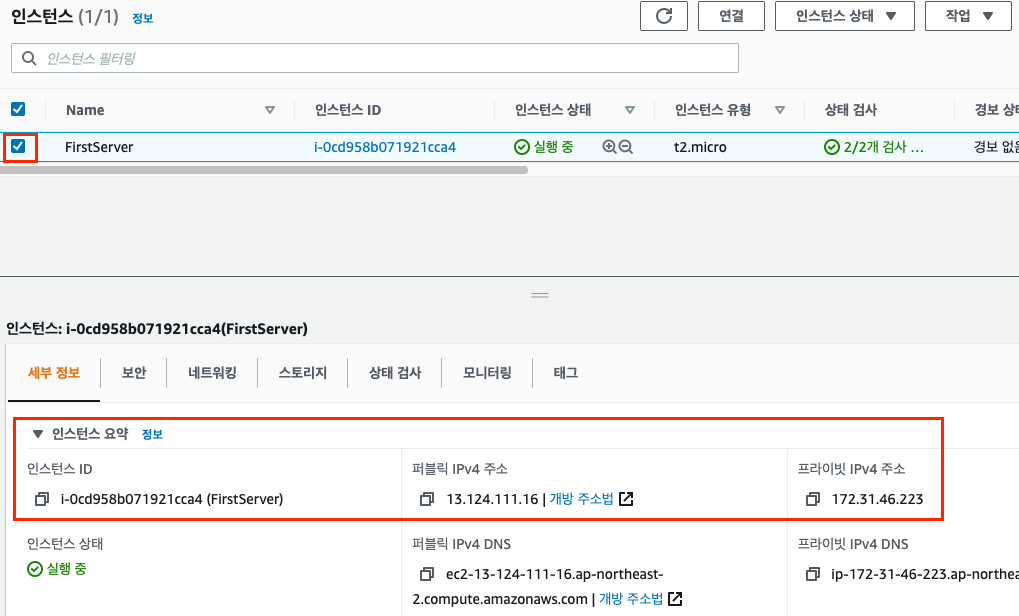 인스턴스 (1/1) 정보
연결
인스턴스 상태
작업
인스턴스 필터링
Name
인스턴스 ID
인스턴스 상태
인스턴스 유형
상태 검사
경보 상태
FirstServer
i-0cd958b071921cca4
실행 중
t2.micro
2/2개 검사 ...
경보 없음
인스턴스: i-0cd958b071921cca4(FirstServer)
세부 정보
보안
네트워킹
스토리지
상태 검사
모니터링
태그
인스턴스 요약 정보
인스턴스 ID
퍼블릭 IPv4 주소
프라이빗 IPv4 주소
i-0cd958b071921cca4 (FirstServer)
13.124.111.16 | 개방 주소법
172.31.46.223
인스턴스 상태
퍼블릭 IPv4 DNS
프라이빗 IPv4 DNS
실행 중
ec2-13-124-111-16.ap-northeast-
2.compute.amazonaws.com | 개방 주소법
ip-172-31-46-223.ap-northea